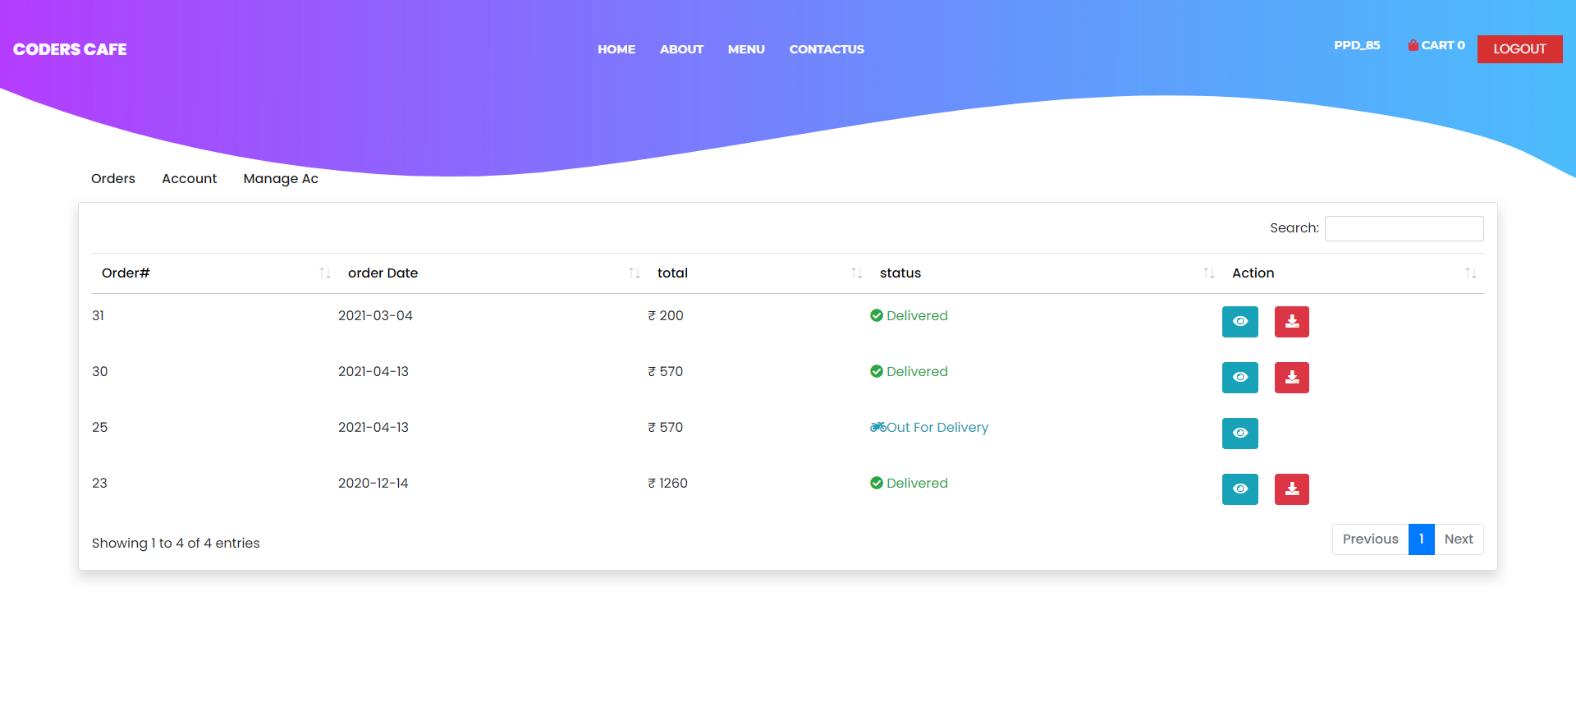 CODERS CAFE HOME ABOUT MENU CONTACTUS PPD_85 CART 0 LOGOUT
Orders Account Manage Ac
Search:
Order# order Date total status Action
31 2021-03-04 ₹ 200 Delivered
30 2021-04-13 ₹ 570 Delivered
25 2021-04-13 ₹ 570 Out For Delivery
23 2020-12-14 ₹ 1260 Delivered
Showing 1 to 4 of 4 entries Previous 1 Next